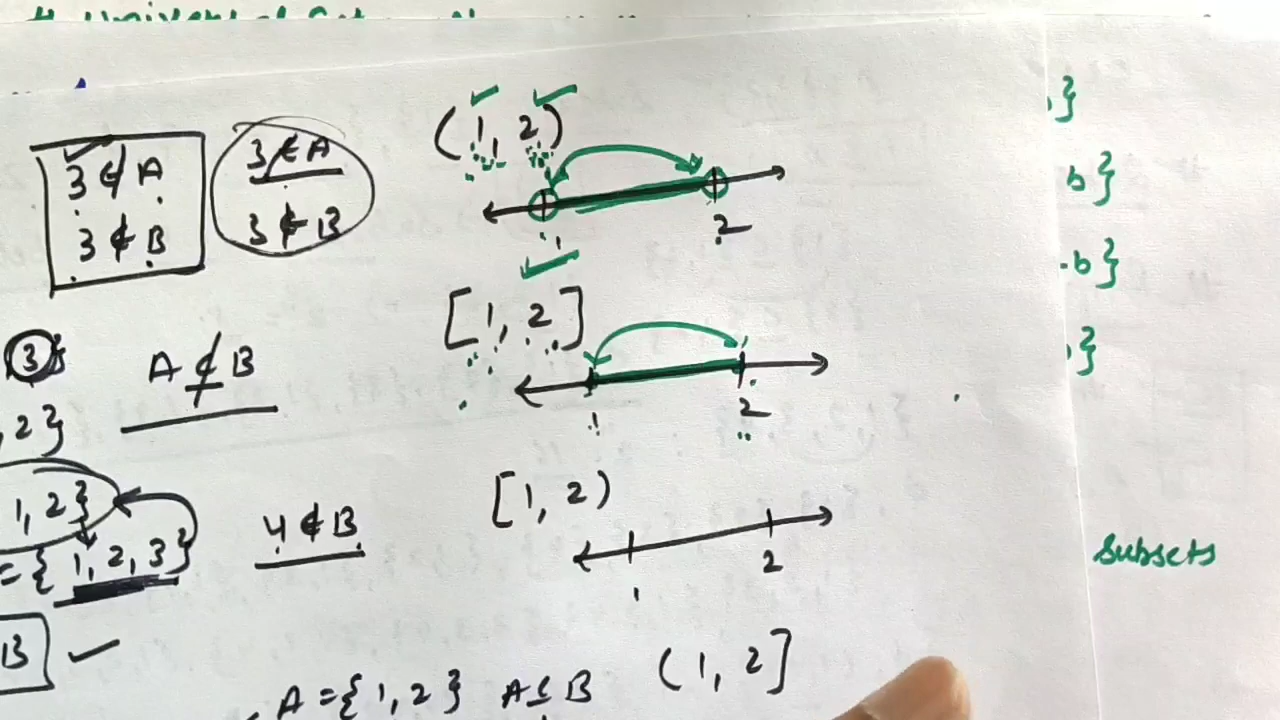 3 ∉ A
3 ∉ B
3 ∉ A
3 ∉ B
(1, 2)
1
2
[1, 2]
1
2
3}
A ⊄ B
, 2}
1, 2}
= { 1, 2, 3}
4 ∉ B
[1, 2)
1
2
B
A = {1, 2} A ⊆ B
(1, 2]
}
b}
-b}
}
Subsets